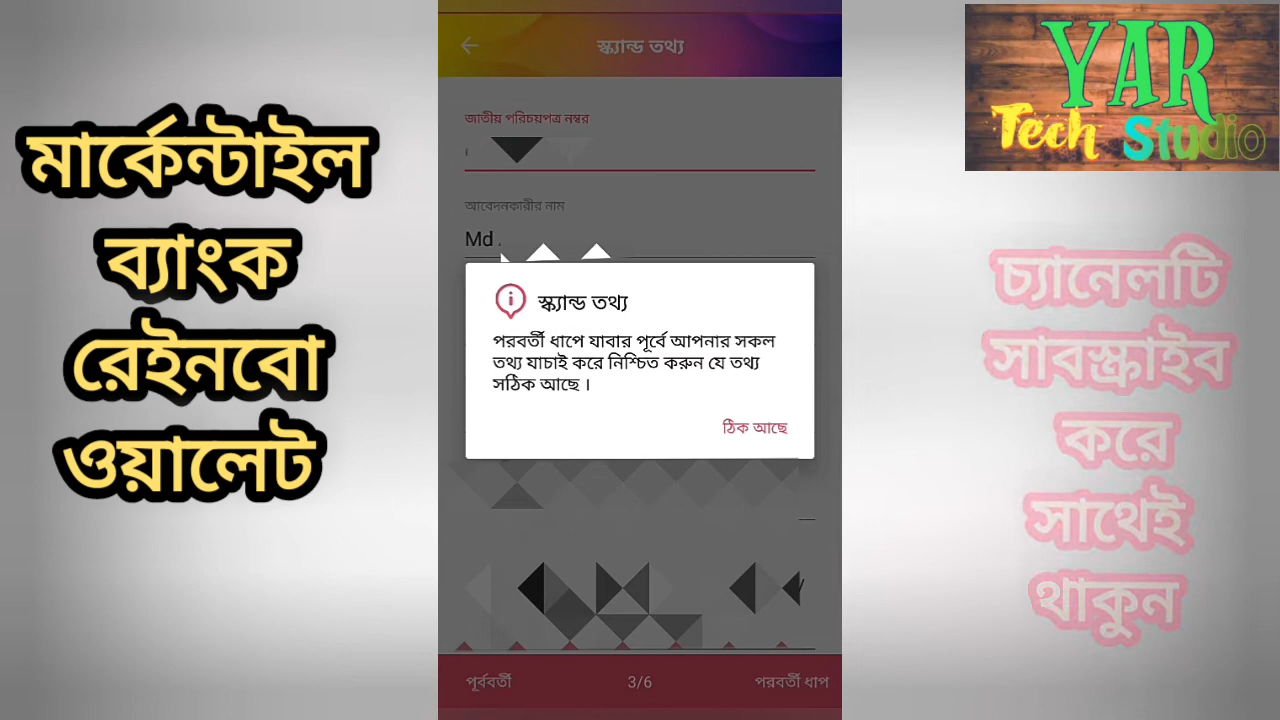 মার্কেন্টাইল
ব্যাংক
রেইনবো
ওয়ালেট
স্ক্যান্ড তথ্য
জাতীয় পরিচয়পত্র নম্বর
আবেদনকারীর নাম
Md
স্ক্যান্ড তথ্য
পরবর্তী ধাপে যাবার পূর্বে আপনার সকল
তথ্য যাচাই করে নিশ্চিত করুন যে তথ্য
সঠিক আছে ।
ঠিক আছে
পূর্ববর্তী
3/6
পরবর্তী ধাপ
YAR
Tech Studio
চ্যানেলটি
সাবস্ক্রাইব
করে
সাথেই
থাকুন